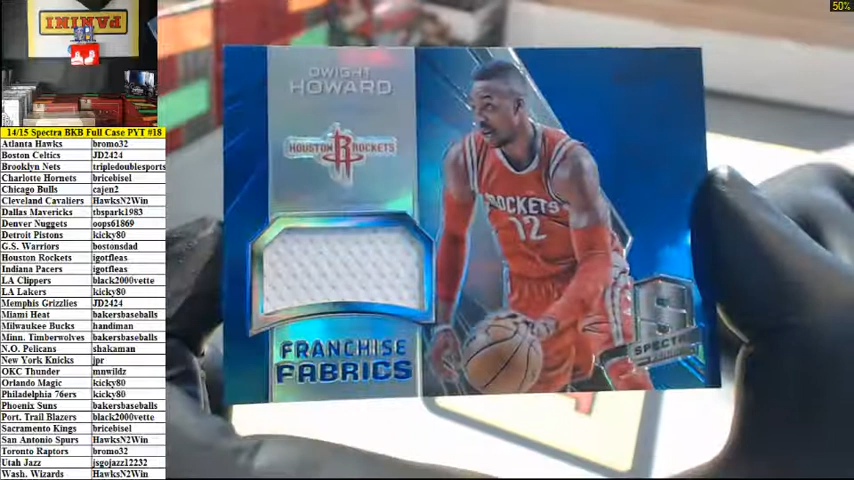 50%
PANINI
14/15 Spectra BKB Full Case PYT #18
Atlanta Hawks bromo32
Boston Celtics JD2424
Brooklyn Nets tripledoublesports
Charlotte Hornets bricebisel
Chicago Bulls cajen2
Cleveland Cavaliers HawksN2Win
Dallas Mavericks tbspark1983
Denver Nuggets oops61869
Detroit Pistons kicky80
G.S. Warriors bostonsdad
Houston Rockets igotfleas
Indiana Pacers igotfleas
LA Clippers black2000vette
LA Lakers kicky80
Memphis Grizzlies JD2424
Miami Heat bakersbaseballs
Milwaukee Bucks handiman
Minn. Timberwolves bakersbaseballs
N.O. Pelicans shakaman
New York Knicks jpr
OKC Thunder mnwildz
Orlando Magic kicky80
Philadelphia 76ers kicky80
Phoenix Suns bakersbaseballs
Port. Trail Blazers black2000vette
Sacramento Kings bricebisel
San Antonio Spurs HawksN2Win
Toronto Raptors bromo32
Utah Jazz jsgojazz12232
Wash. Wizards HawksN2Win
DWIGHT
HOWARD
HOUSTON ROCKETS
ROCKETS
12
SPECTRA
FRANCHISE
FABRICS